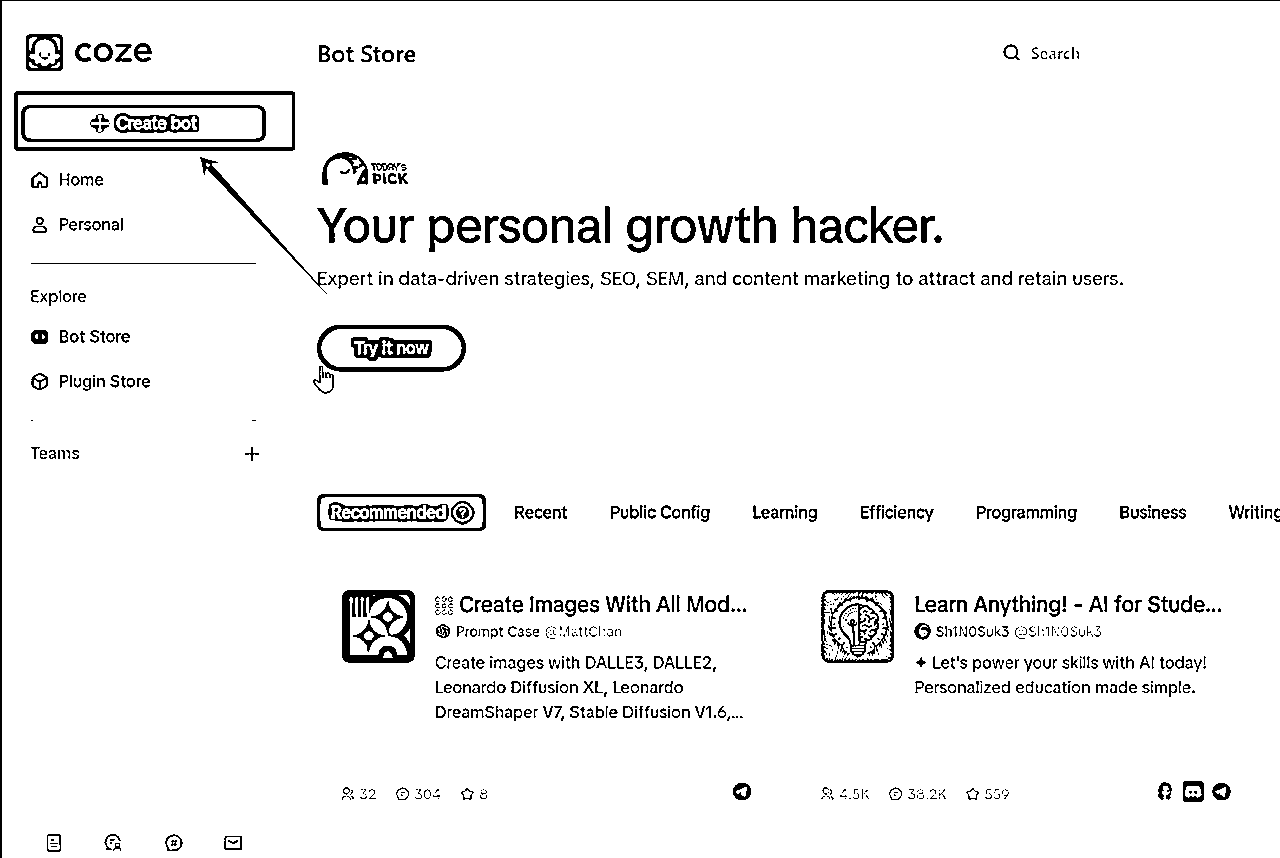 coze
Bot Store
Search
Create bot
Home
Personal
TODAY'S
PICK
Your personal growth hacker.
Expert in data-driven strategies, SEO, SEM, and content marketing to attract and retain users.
Explore
Try it now
Bot Store
Plugin Store
Teams
Recommended Recent Public Config Learning Efficiency Programming Business Writing
Create Images With All Mod...
Prompt Case @MattChan
Create images with DALLE3, DALLE2,
Leonardo Diffusion XL, Leonardo
DreamShaper V7, Stable Diffusion V1.6,...
32 304 8
Learn Anything! - AI for Stude...
Sh1N0Suk3 @Sh1N0Suk3
✦ Let's power your skills with AI today!
Personalized education made simple.
4.5K 38.2K 559